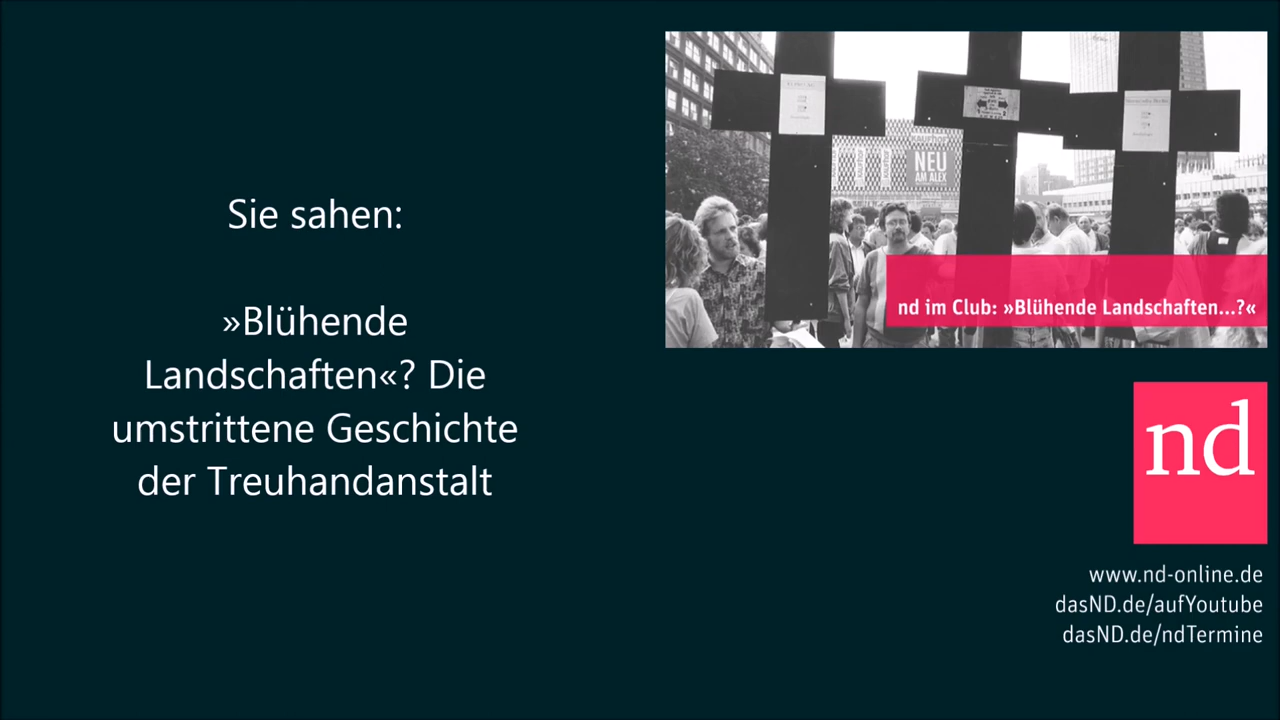 Sie sahen:
»Blühende
Landschaften«? Die
umstrittene Geschichte
der Treuhandanstalt
KAUFHOF
NEU
AM ALEX
nd im Club: »Blühende Landschaften...?«
nd
www.nd-online.de
dasND.de/aufYoutube
dasND.de/ndTermine